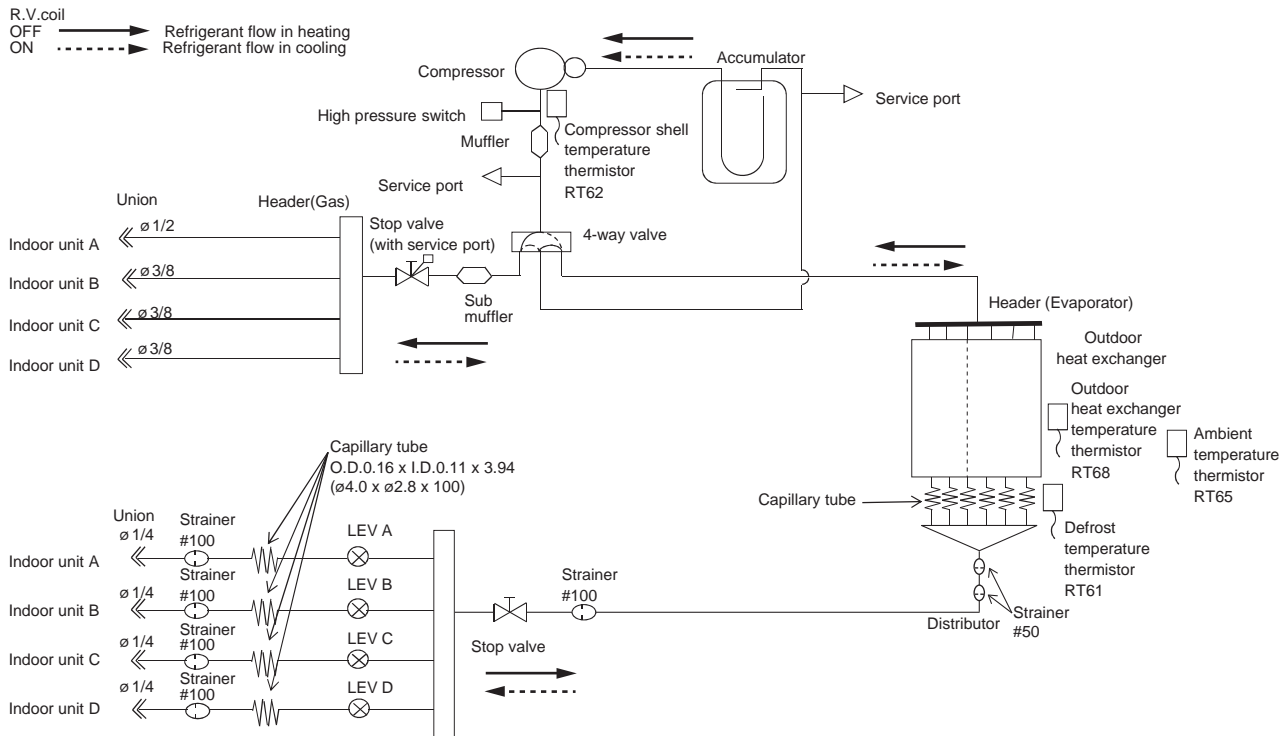 R.V.coil
OFF Refrigerant flow in heating
ON Refrigerant flow in cooling
Compressor
Accumulator
Service port
High pressure switch
Muffler
Compressor shell
temperature
thermistor
RT62
Service port
Union
Header(Gas)
Stop valve
(with service port)
4-way valve
Indoor unit A
ø 1/2
Indoor unit B
ø 3/8
Indoor unit C
ø 3/8
Indoor unit D
ø 3/8
Sub
muffler
Header (Evaporator)
Outdoor
heat exchanger
Outdoor
heat exchanger
temperature
thermistor
RT68
Ambient
temperature
thermistor
RT65
Capillary tube
O.D.0.16 x I.D.0.11 x 3.94
(ø4.0 x ø2.8 x 100)
Capillary tube
Defrost
temperature
thermistor
RT61
Union
ø 1/4
Strainer
#100
LEV A
Indoor unit A
ø 1/4
Strainer
#100
LEV B
Indoor unit B
ø 1/4
Strainer
#100
LEV C
Indoor unit C
ø 1/4
Strainer
#100
LEV D
Indoor unit D
Strainer
#100
Stop valve
Distributor
Strainer
#50